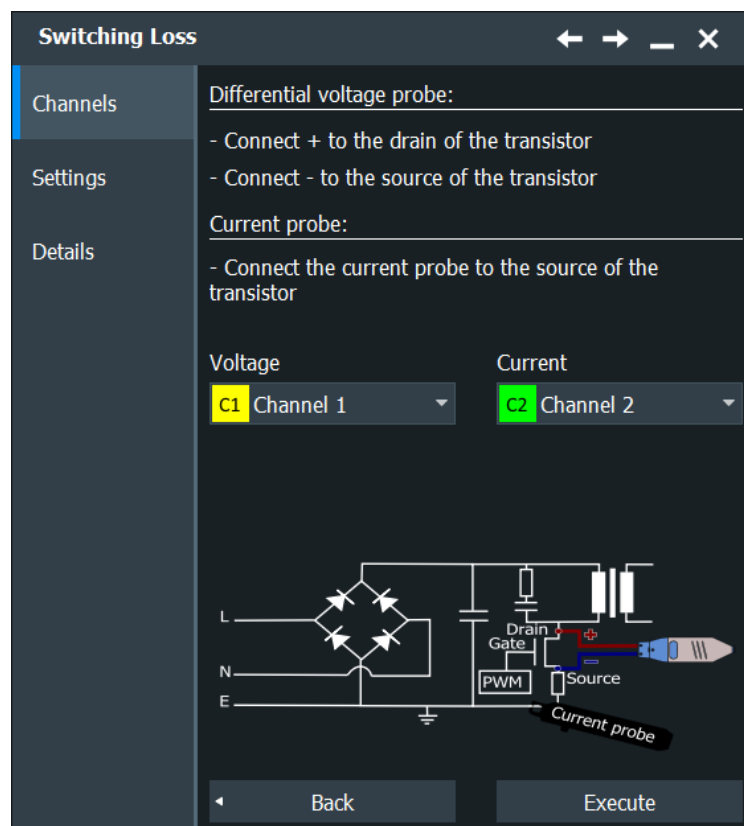 Switching Loss
Channels
Settings
Details
Differential voltage probe:
- Connect + to the drain of the transistor
- Connect - to the source of the transistor
Current probe:
- Connect the current probe to the source of the
transistor
Voltage
Current
C1 Channel 1
C2 Channel 2
L
N
E
Drain
Gate
+
-
PWM
Source
Current probe
Back
Execute